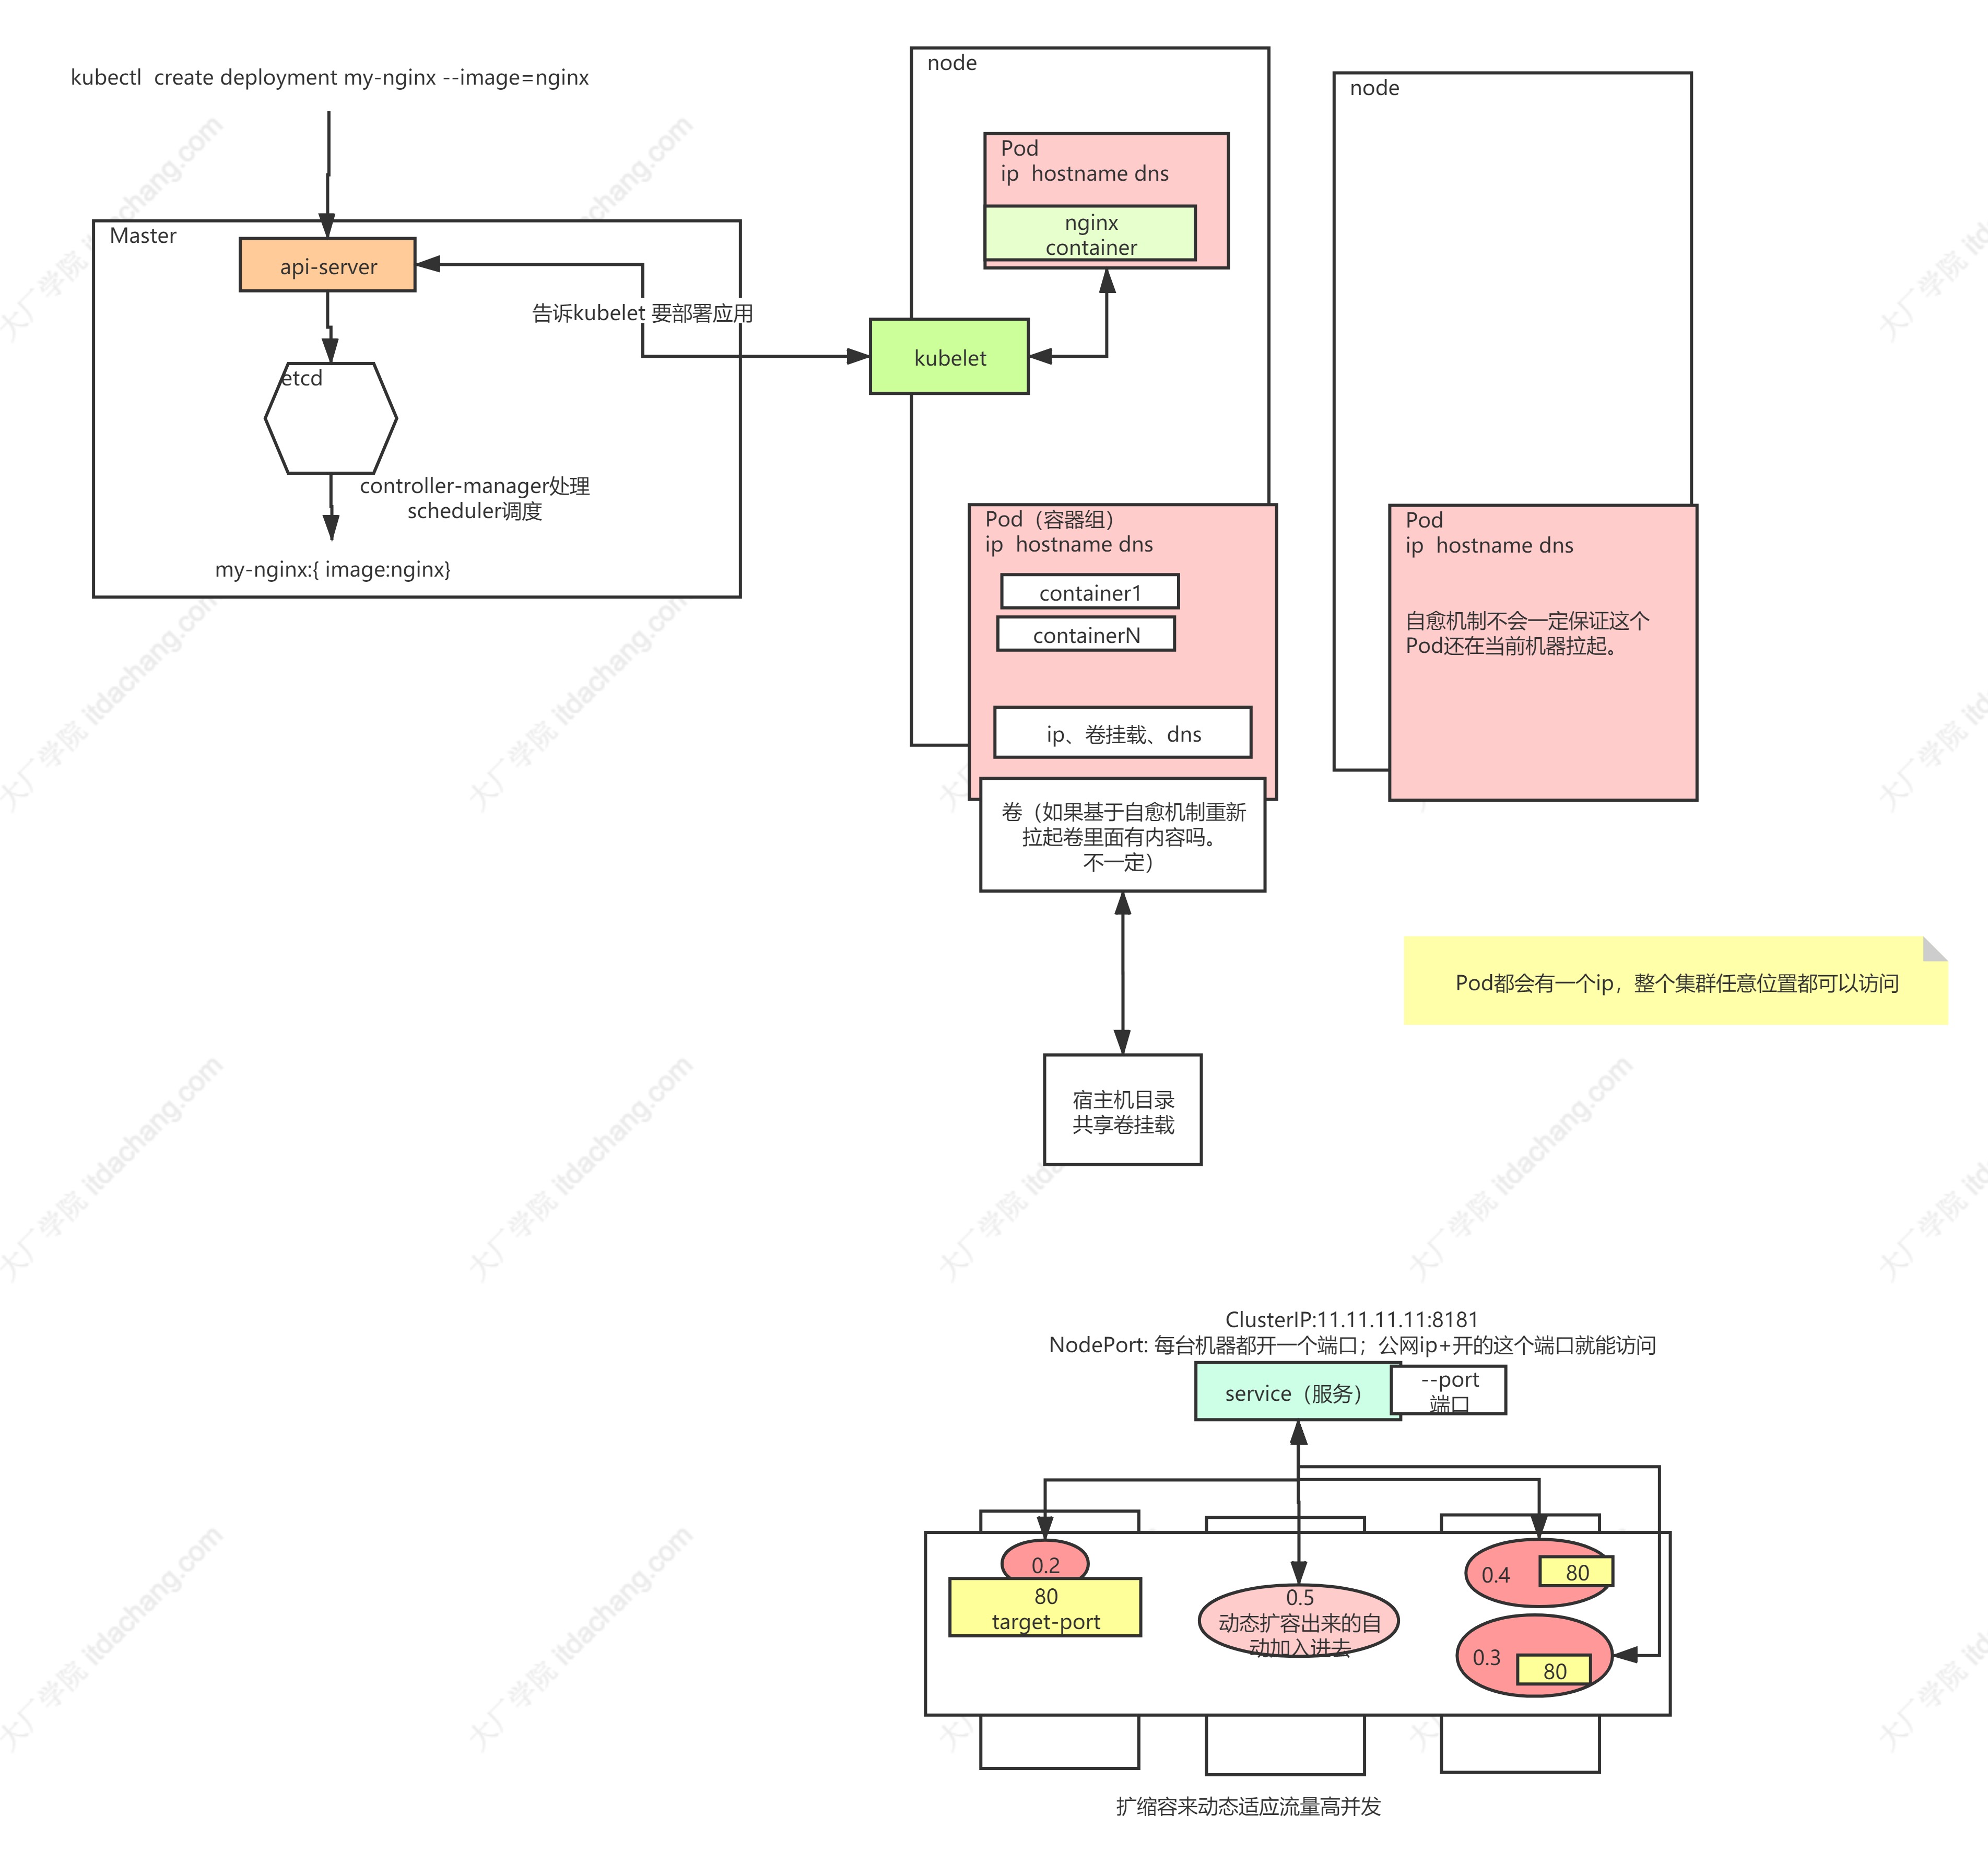 kubectl  create deployment my-nginx --image=nginx
Master
api-server
告诉kubelet 要部署应用
etcd
controller-manager处理
scheduler调度
my-nginx:{ image:nginx}
node
Pod
ip  hostname dns
nginx
container
kubelet
Pod（容器组）
ip  hostname dns
container1
containerN
ip、卷挂载、dns
卷（如果基于自愈机制重新
拉起卷里面有内容吗。
不一定）
宿主机目录
共享卷挂载
node
Pod
ip  hostname dns
自愈机制不会一定保证这个
Pod还在当前机器拉起。
Pod都会有一个ip，整个集群任意位置都可以访问
ClusterIP:11.11.11.11:8181
NodePort: 每台机器都开一个端口；公网ip+开的这个端口就能访问
service（服务）
--port
端口
0.2
80
target-port
0.5
动态扩容出来的自
动加入进去
0.4
80
0.3
80
扩缩容来动态适应流量高并发
大厂学院 itdachang.com